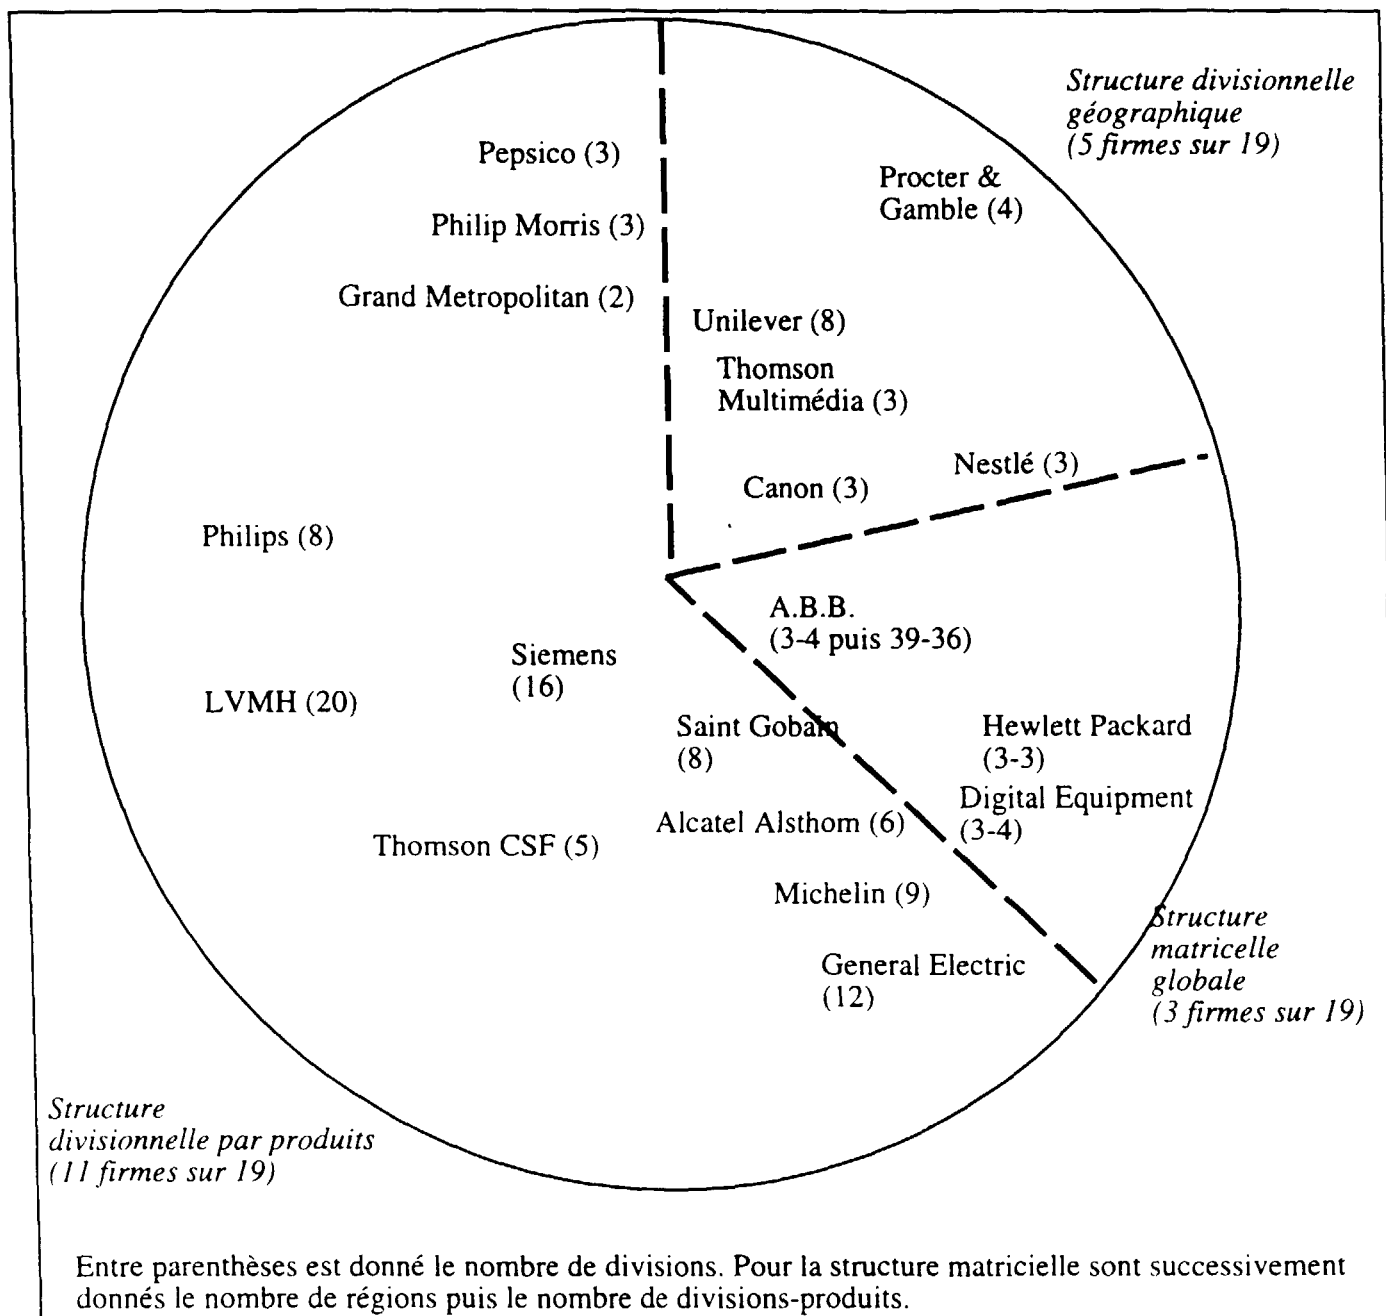 Structure divisionnelle
géographique
(5 firmes sur 19)
Pepsico (3)
Philip Morris (3)
Grand Metropolitan (2)
Procter &
Gamble (4)
Unilever (8)
Thomson
Multimédia (3)
Nestlé (3)
Canon (3)
Philips (8)
A.B.B.
(3-4 puis 39-36)
Siemens
(16)
LVMH (20)
Saint Gobain
(8)
Hewlett Packard
(3-3)
Digital Equipment
(3-4)
Alcatel Alsthom (6)
Thomson CSF (5)
Michelin (9)
General Electric
(12)
Structure
matricelle
globale
(3 firmes sur 19)
Structure
divisionnelle par produits
(11 firmes sur 19)
Entre parenthèses est donné le nombre de divisions. Pour la structure matricielle sont successivement
donnés le nombre de régions puis le nombre de divisions-produits.